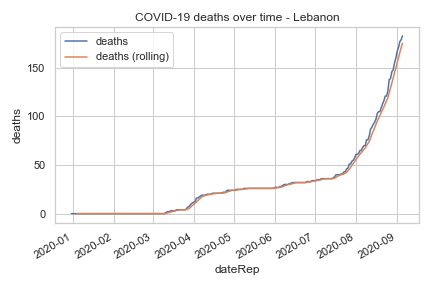 COVID-19 deaths over time - Lebanon
deaths
deaths (rolling)
deaths
150
100
50
0
2020-01
2020-02
2020-03
2020-04
2020-05
2020-06
2020-07
2020-08
2020-09
dateRep